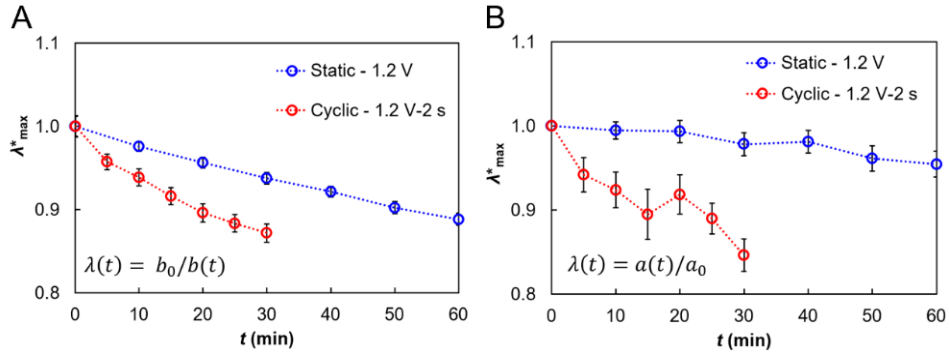 A
1.1
1.0
0.9
0.8
λ*max
Static - 1.2 V
Cyclic - 1.2 V-2 s
λ(t) = b₀/b(t)
0 10 20 30 40 50 60
t (min)
B
1.1
1.0
0.9
0.8
λ*max
Static - 1.2 V
Cyclic - 1.2 V-2 s
λ(t) = a(t)/a₀
0 10 20 30 40 50 60
t (min)